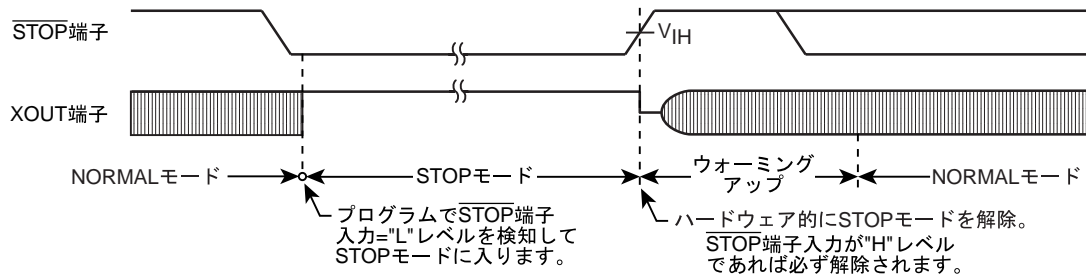 STOP端子
VIH
XOUT端子
NORMALモード
STOPモード
ウォーミング
アップ
NORMALモード
プログラムでSTOP端子
入力="L"レベルを検知して
STOPモードに入ります。
ハードウェア的にSTOPモードを解除。
STOP端子入力が"H"レベル
であれば必ず解除されます。